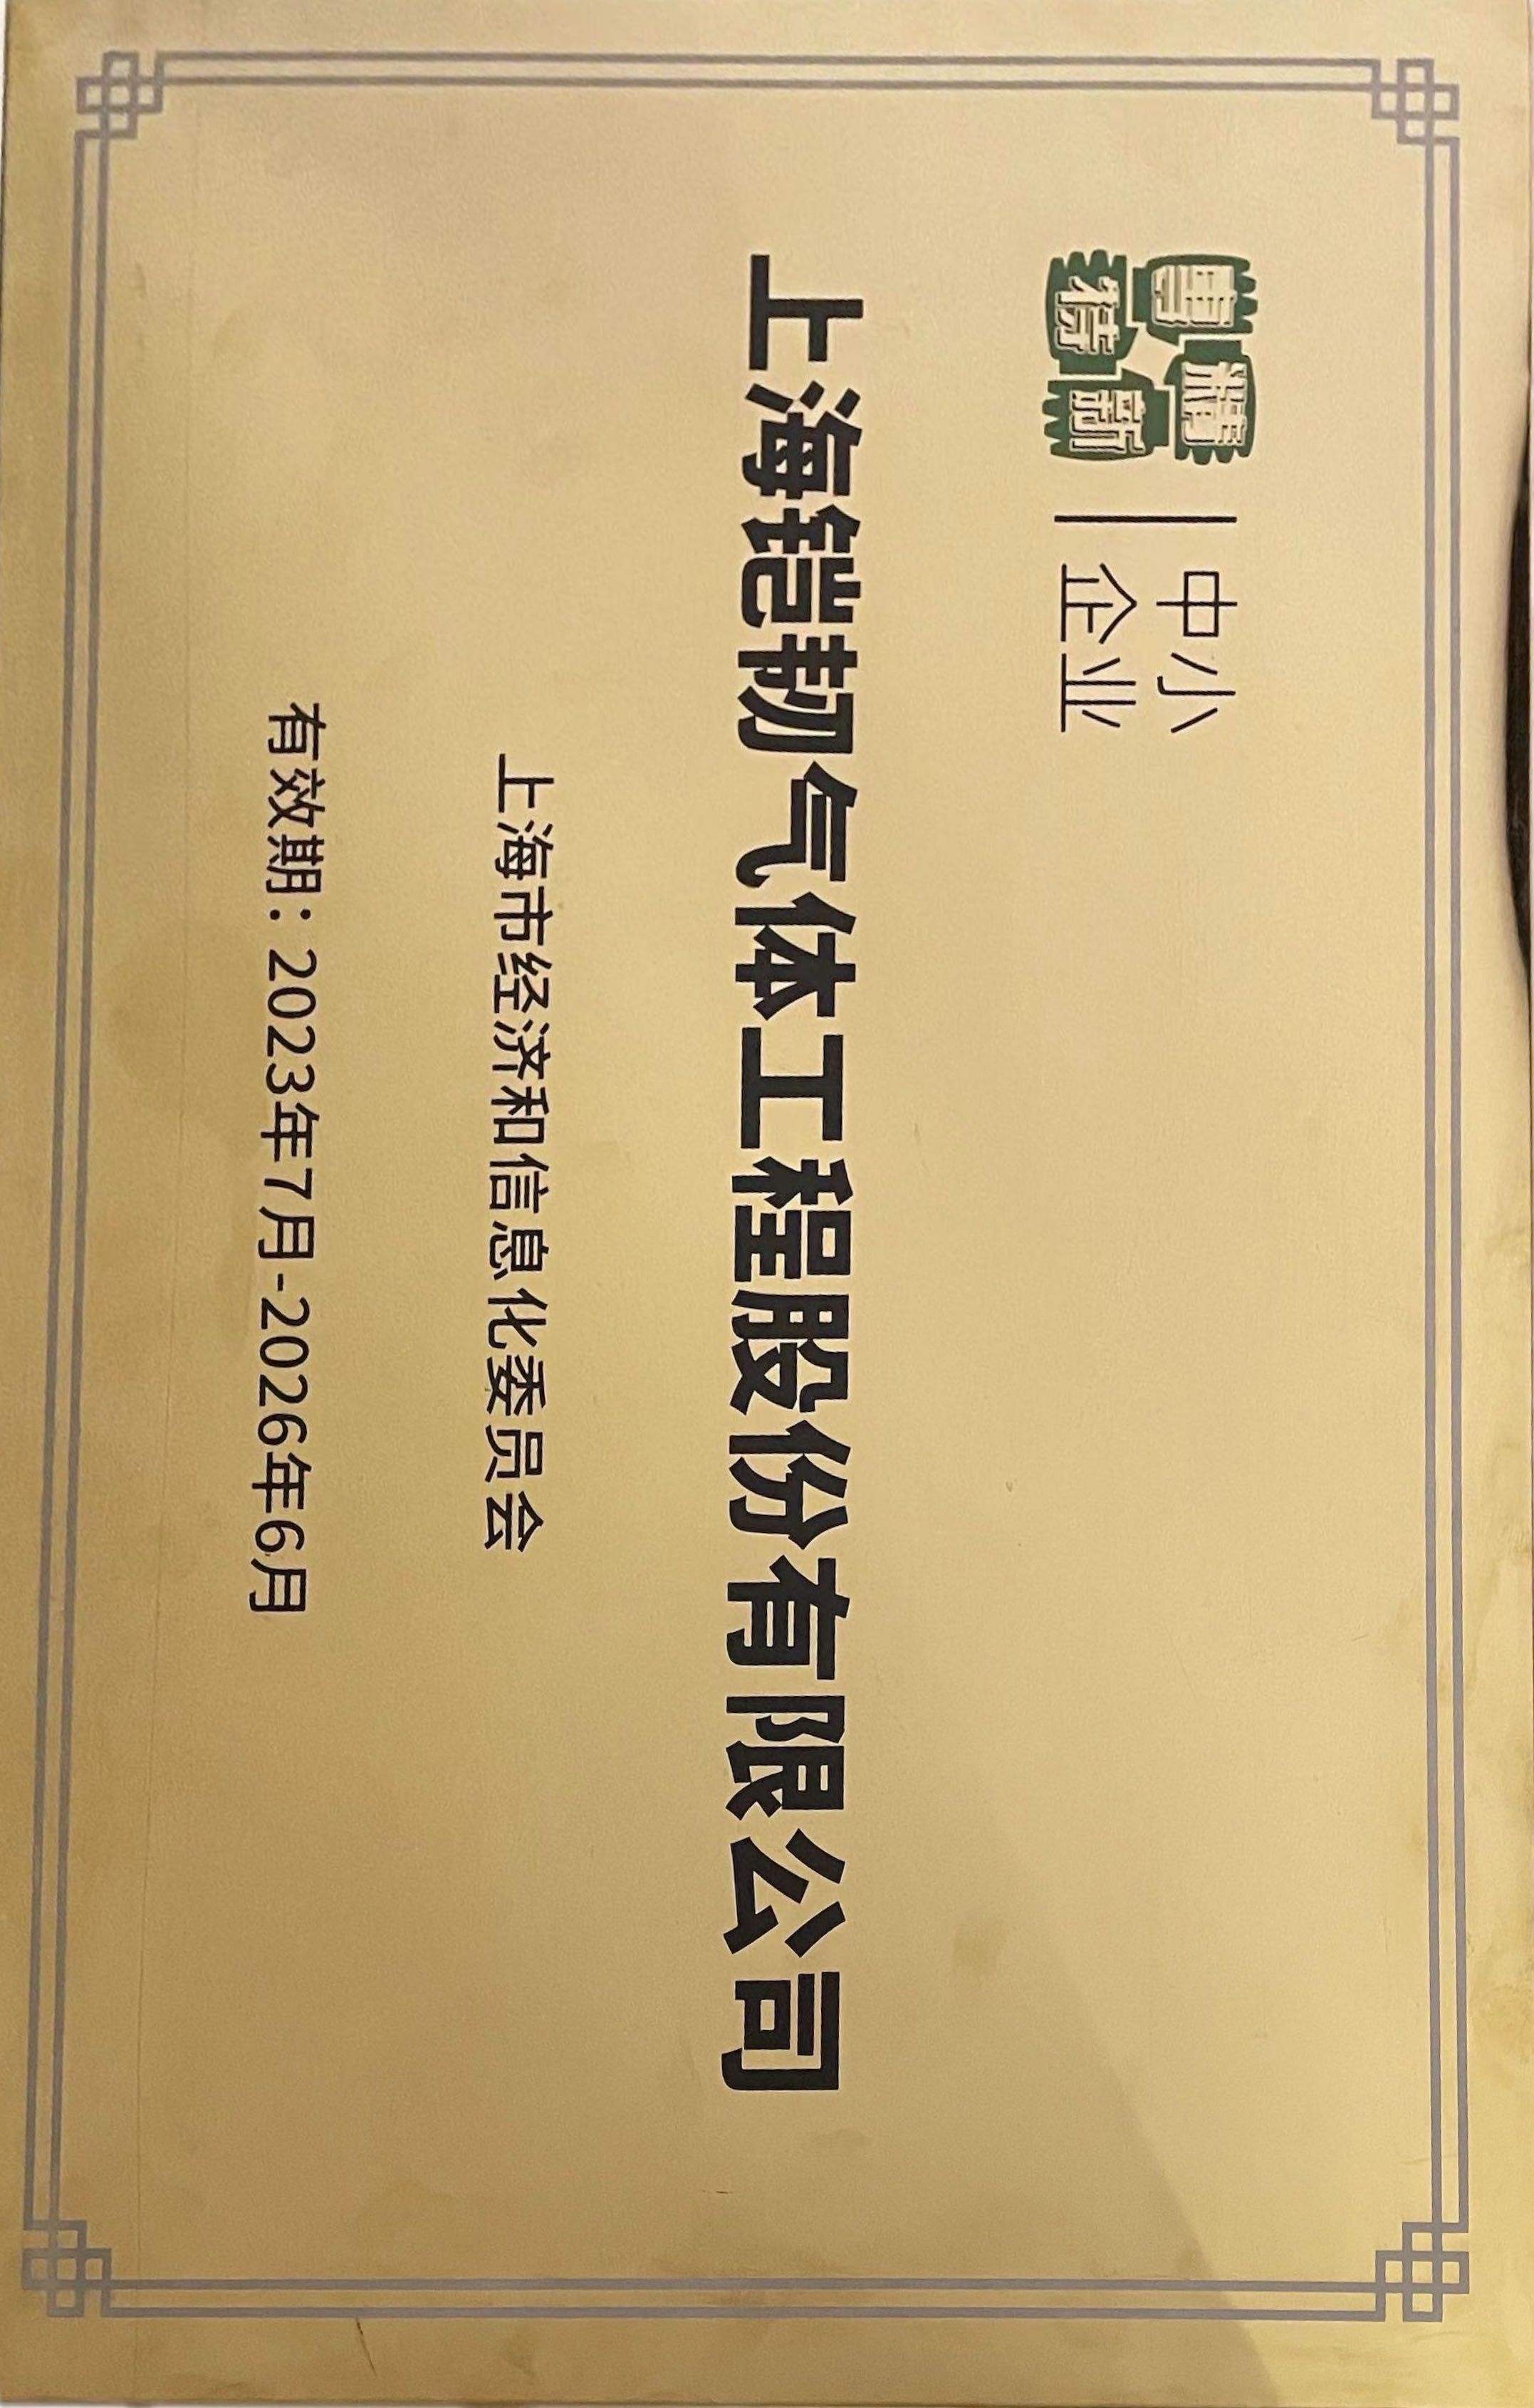 专精
特新
中小
企业
上海铠韧气体工程股份有限公司
上海市经济和信息化委员会
有效期：2023年7月-2026年6月